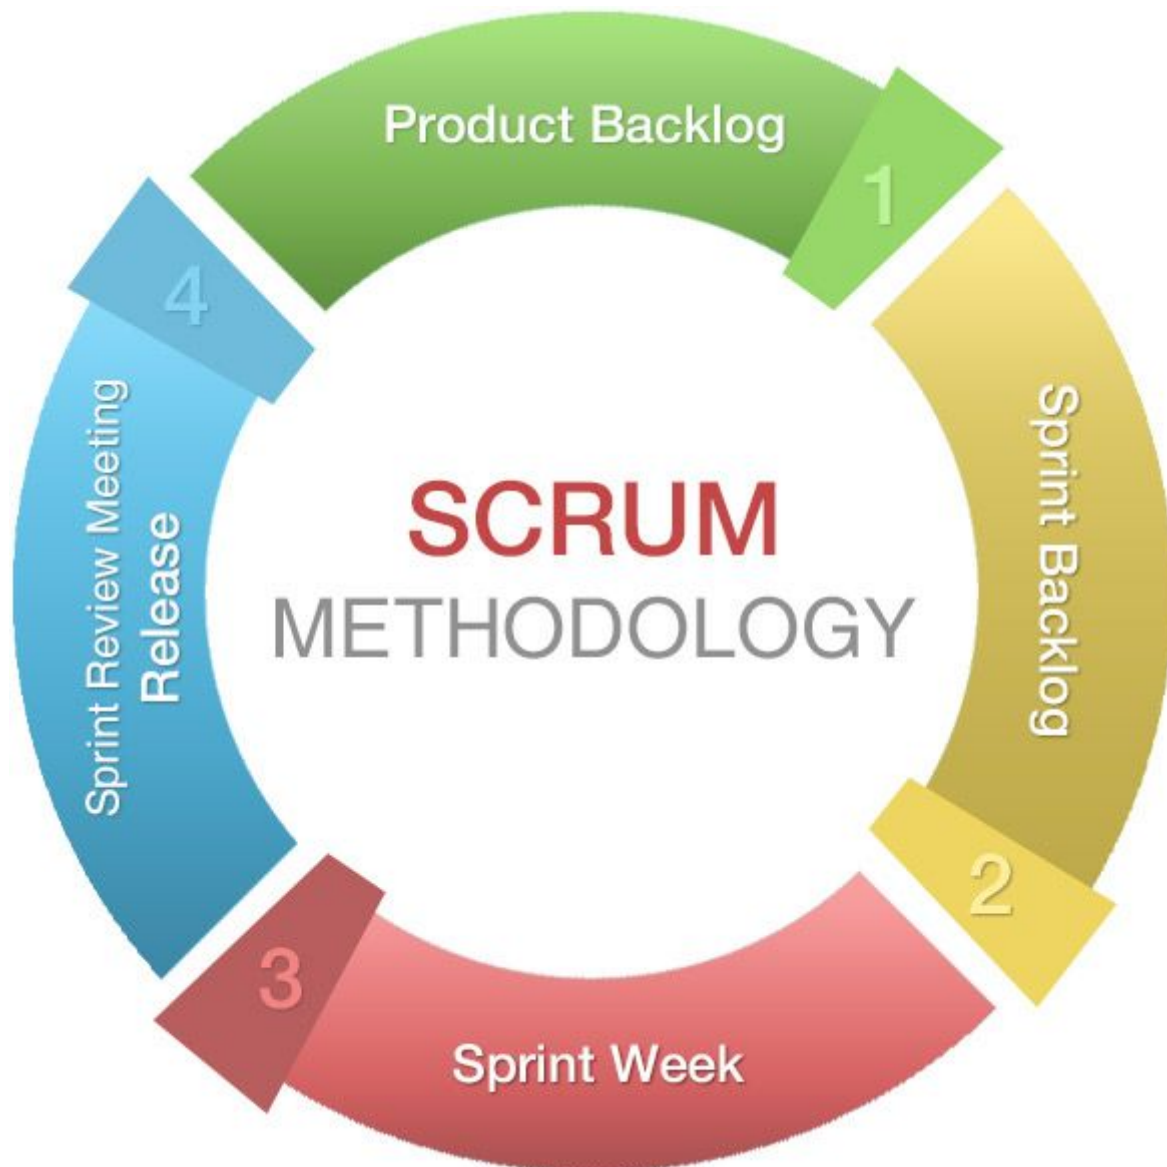 Product Backlog
1
Sprint Backlog
2
Sprint Week
3
Sprint Review Meeting
Release
4
SCRUM
METHODOLOGY